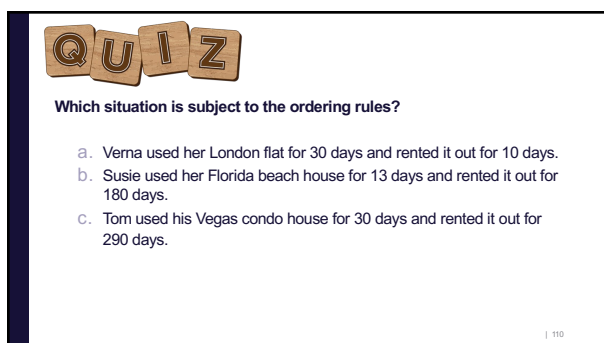 QUIZ
Which situation is subject to the ordering rules?
a. Verna used her London flat for 30 days and rented it out for 10 days.
b. Susie used her Florida beach house for 13 days and rented it out for
180 days.
c. Tom used his Vegas condo house for 30 days and rented it out for
290 days.
| 110